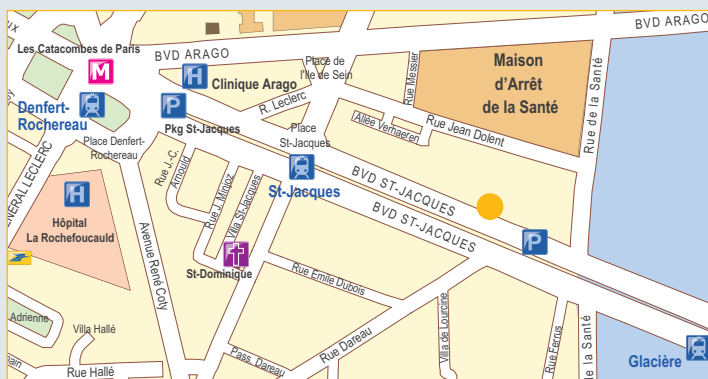 BVD ARAGO
Les Catacombes de Paris
BVD ARAGO
M
Place de
l'Ile de Sein
Rue Messier
Maison
d'Arrêt
de la Santé
Rue de la Santé
Denfert-
Rochereau
H
Clinique Arago
P
Pkg St-Jacques
R. Leclerc
Place
St-Jacques
Allée Verhaeren
Rue Jean Dolent
Place Denfert-
Rochereau
Rue J.-C.
Arnould
Rue J. Minjoz
Villa St-Jacques
St-Jacques
BVD ST-JACQUES
BVD ST-JACQUES
P
H
Hôpital
La Rochefoucauld
Avenue René Coty
St-Dominique
Rue Emile Dubois
Adrienne
Villa Hallé
Rue Hallé
Pass. Dareau
Rue Dareau
Villa de Lourcine
Rue Ferrus
de la Santé
Glacière